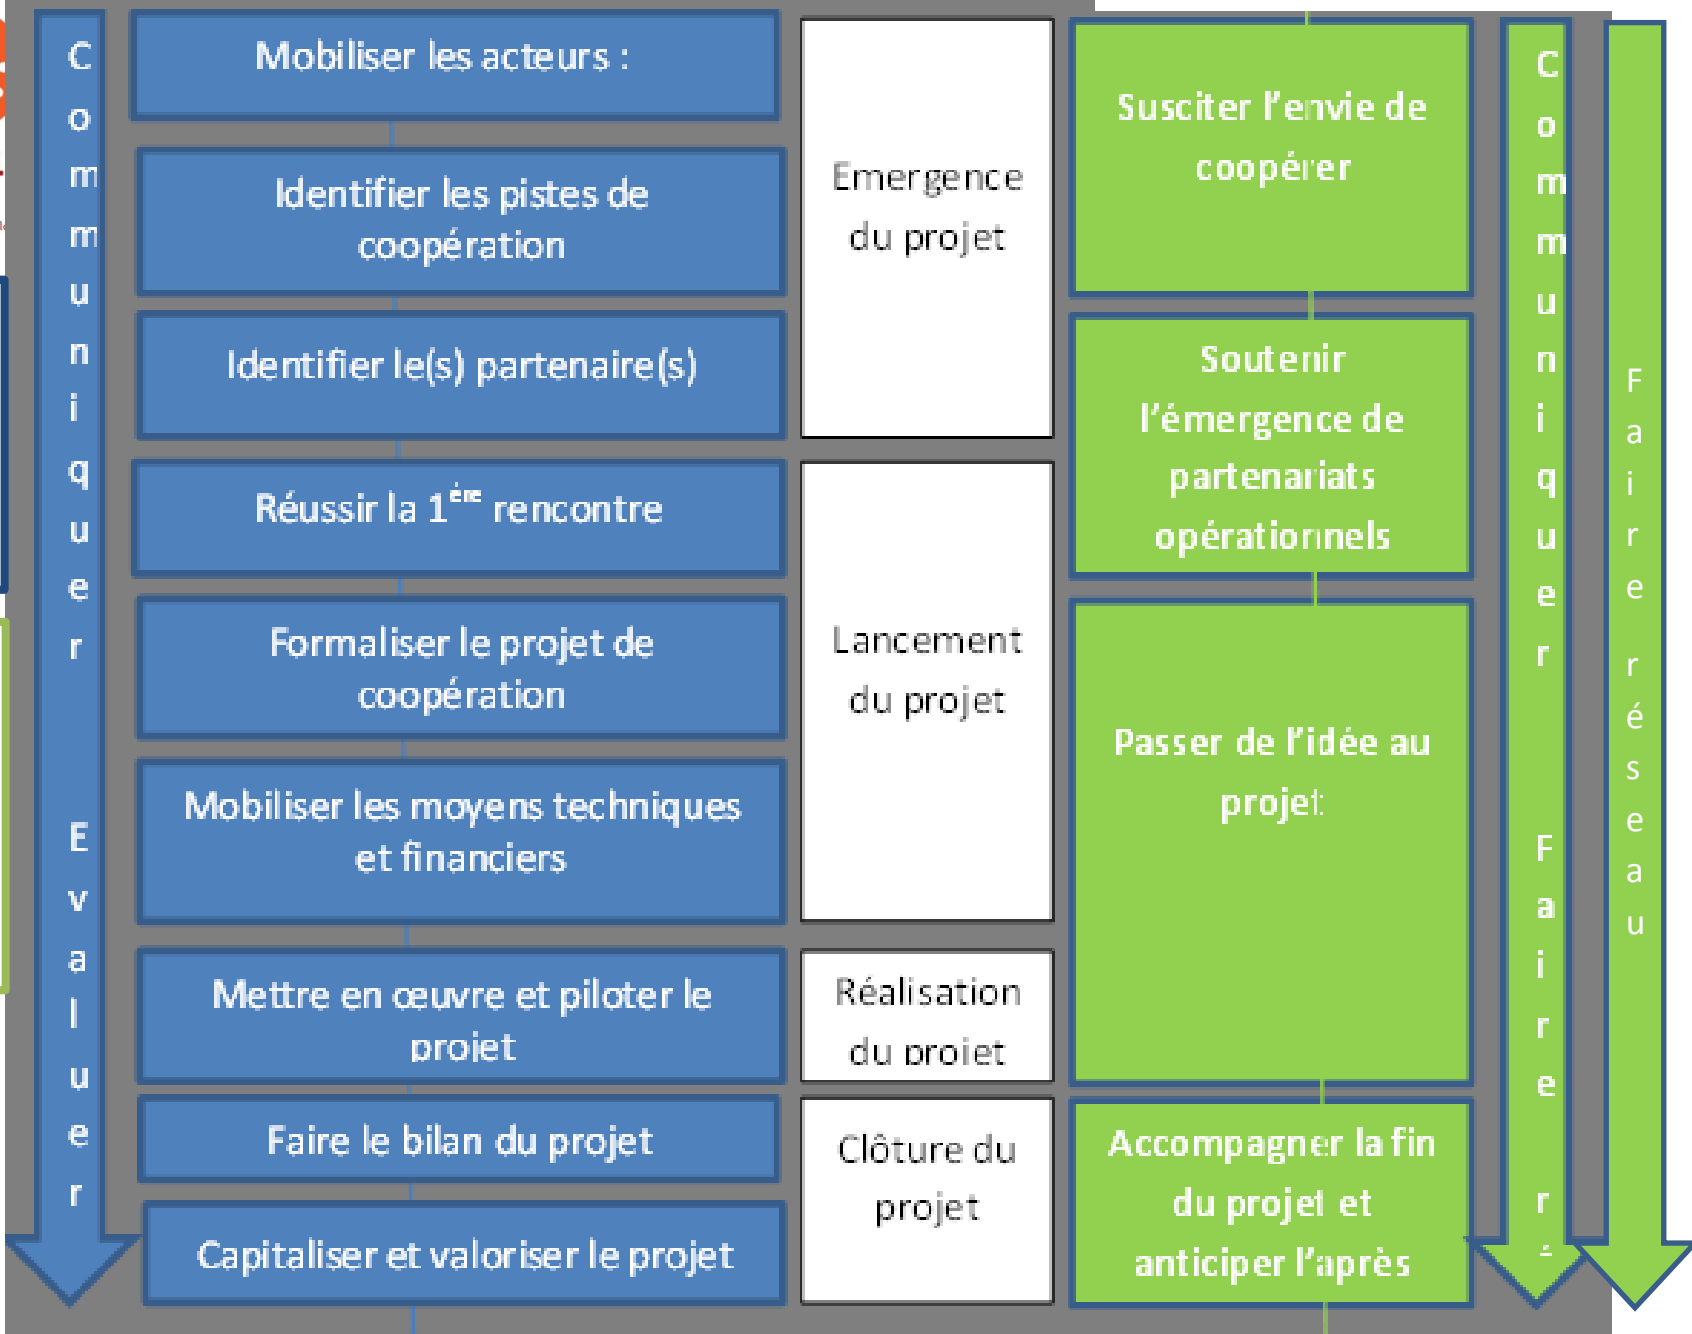 Communiquer Evaluer
Mobiliser les acteurs :
Identifier les pistes de
coopération
Identifier le(s) partenaire(s)
Réussir la 1ère rencontre
Formaliser le projet de
coopération
Mobiliser les moyens techniques
et financiers
Mettre en œuvre et piloter le
projet
Faire le bilan du projet
Capitaliser et valoriser le projet
Emergence
du projet
Lancement
du projet
Réalisation
du projet
Clôture du
projet
Susciter l'envie de
coopérer
Soutenir
l'émergence de
partenariats
opérationnels
Passer de l'idée au
projet
Accompagner la fin
du projet et
anticiper l'après
Communiquer Faire r
Faire réseau